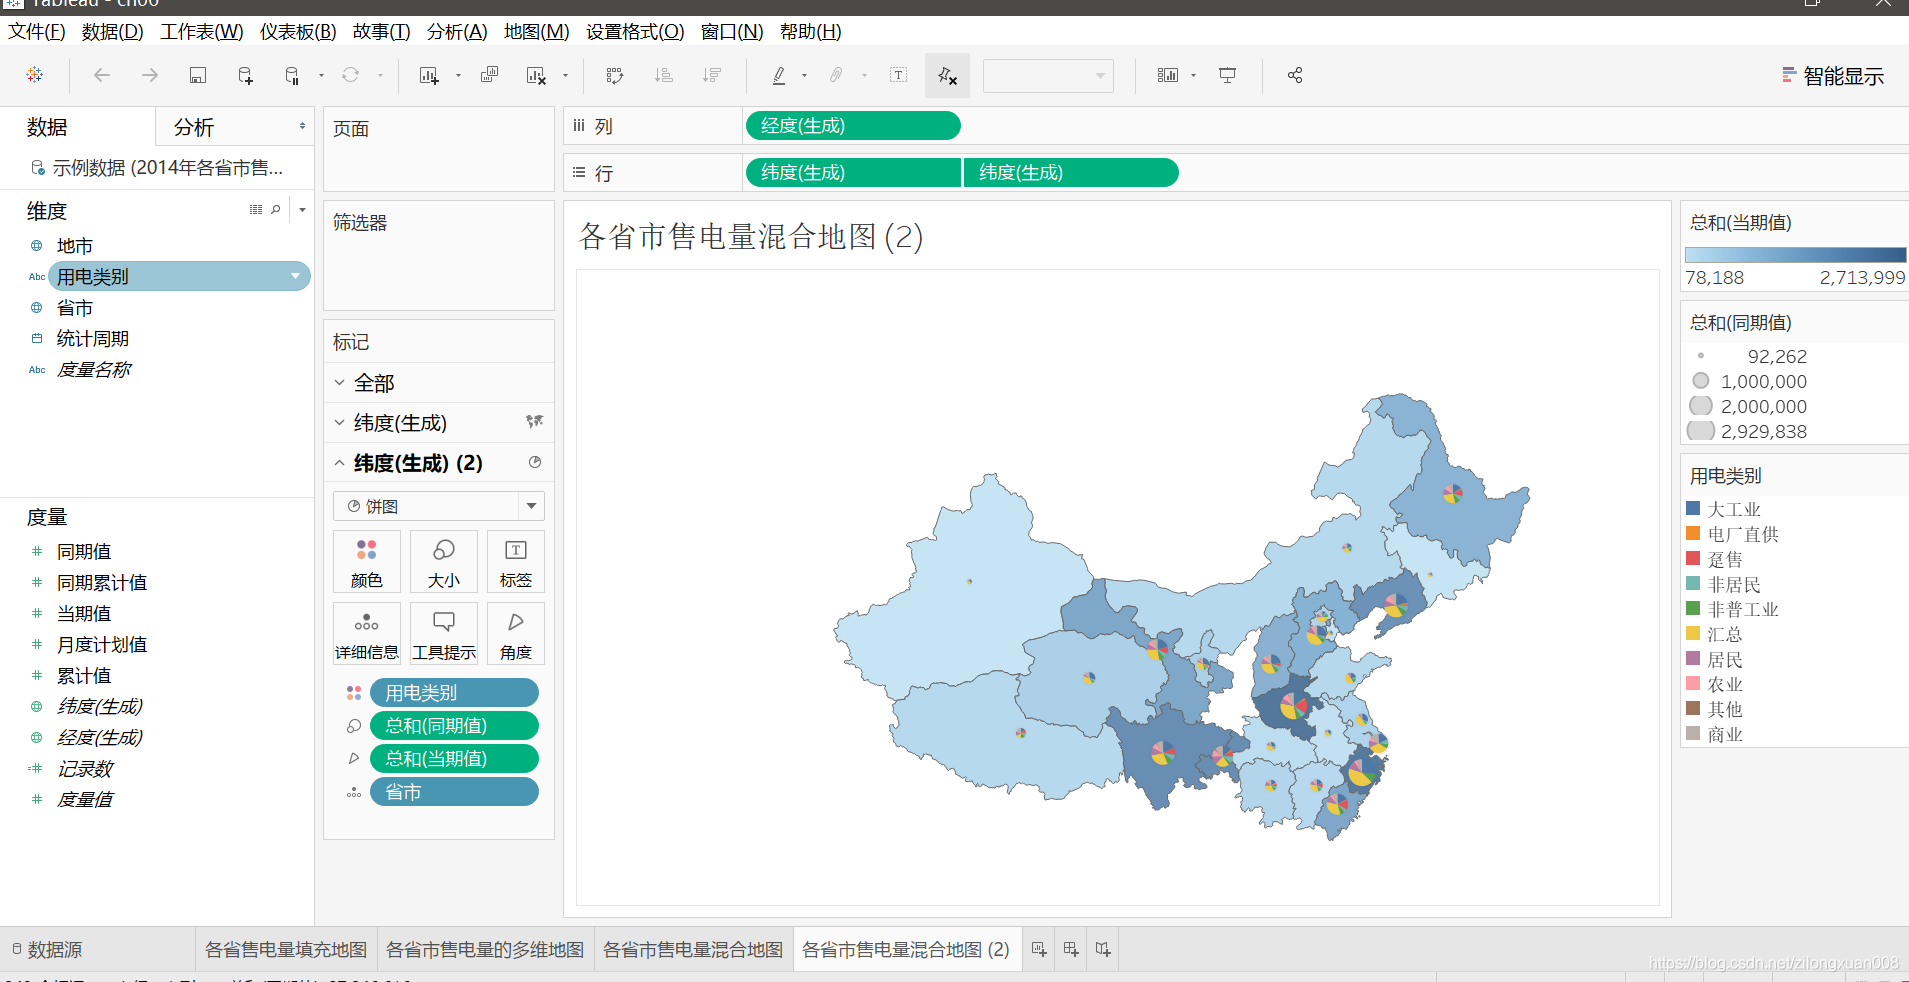 Tableau - ch06
文件(F) 数据(D) 工作表(W) 仪表板(B) 故事(T) 分析(A) 地图(M) 设置格式(O) 窗口(N) 帮助(H)
智能显示
数据 分析
示例数据 (2014年各省市售...
维度
地市
Abc 用电类别
省市
统计周期
Abc 度量名称
度量
同期值
同期累计值
当期值
月度计划值
累计值
纬度(生成)
经度(生成)
记录数
度量值
页面
筛选器
标记
全部
纬度(生成)
纬度(生成) (2)
饼图
颜色 大小 标签
详细信息 工具提示 角度
用电类别
总和(同期值)
总和(当期值)
省市
列 经度(生成)
行 纬度(生成) 纬度(生成)
各省市售电量混合地图 (2)
总和(当期值)
78,188 2,713,999
总和(同期值)
92,262
1,000,000
2,000,000
2,929,838
用电类别
大工业
电厂直供
趸售
非居民
非普工业
汇总
居民
农业
其他
商业
数据源 各省售电量填充地图 各省市售电量的多维地图 各省市售电量混合地图 各省市售电量混合地图 (2)
https://blog.csdn.net/zilongxuan008